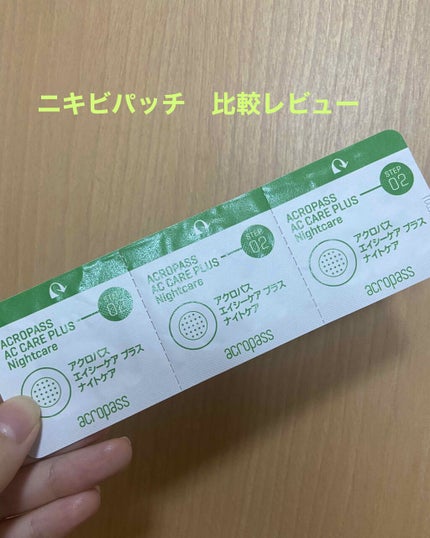 ニキビパッチ　比較レビュー
ACROPASS
AC CARE PLUS
Nightcare
STEP
02
アクロパス
エイシーケア プラス
ナイトケア
acropass
ACROPASS
AC CARE PLUS
Nightcare
STEP
02
アクロパス
エイシーケア プラス
ナイトケア
acropass
ACROPASS
AC CARE PLUS
Nightcare
STEP
02
アクロパス
エイシーケア プラス
ナイトケア
acropass